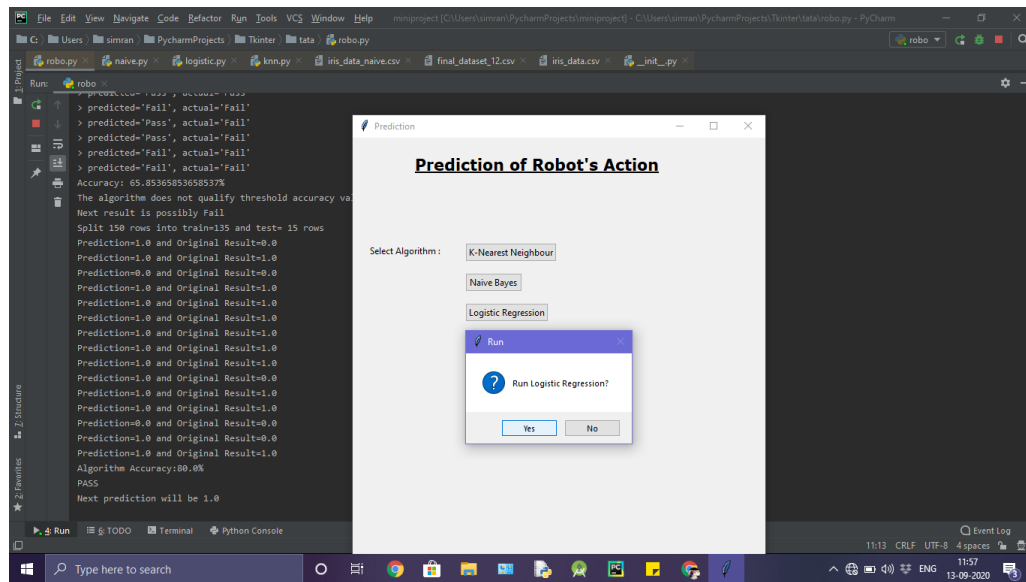 File Edit View Navigate Code Refactor Run Tools VCS Window Help miniproject [C:\Users\simran\PycharmProjects\miniproject] - C:\Users\simran\PycharmProjects\Tkinter\tata\robo.py - PyCharm
C: Users simran PycharmProjects Tkinter tata robo.py robo
robo.py naive.py logistic.py knn.py iris_data_naive.csv final_dataset_12.csv iris_data.csv __init__.py
1: Project
Run: robo
> predicted='Pass', actual='Pass'
> predicted='Fail', actual='Fail'
> predicted='Pass', actual='Fail'
> predicted='Pass', actual='Fail'
> predicted='Fail', actual='Fail'
> predicted='Fail', actual='Fail'
Accuracy: 65.85365853658537%
The algorithm does not qualify threshold accuracy va
Next result is possibly Fail
Split 150 rows into train=135 and test= 15 rows
Prediction=1.0 and Original Result=0.0
Prediction=1.0 and Original Result=1.0
Prediction=0.0 and Original Result=0.0
Prediction=1.0 and Original Result=1.0
Prediction=1.0 and Original Result=1.0
Prediction=1.0 and Original Result=1.0
Prediction=1.0 and Original Result=1.0
Prediction=1.0 and Original Result=1.0
Prediction=1.0 and Original Result=1.0
Prediction=1.0 and Original Result=0.0
Prediction=1.0 and Original Result=1.0
Prediction=1.0 and Original Result=1.0
Prediction=0.0 and Original Result=0.0
Prediction=1.0 and Original Result=0.0
Prediction=1.0 and Original Result=1.0
Algorithm Accuracy:80.0%
PASS
Next prediction will be 1.0
Prediction
Prediction of Robot's Action
Select Algorithm :
K-Nearest Neighbour
Naive Bayes
Logistic Regression
Run
Run Logistic Regression?
Yes No
Z: Structure
2: Favorites
4: Run 6: TODO Terminal Python Console Event Log
11:13 CRLF UTF-8 4 spaces
Type here to search
ENG 11:57
13-09-2020
3